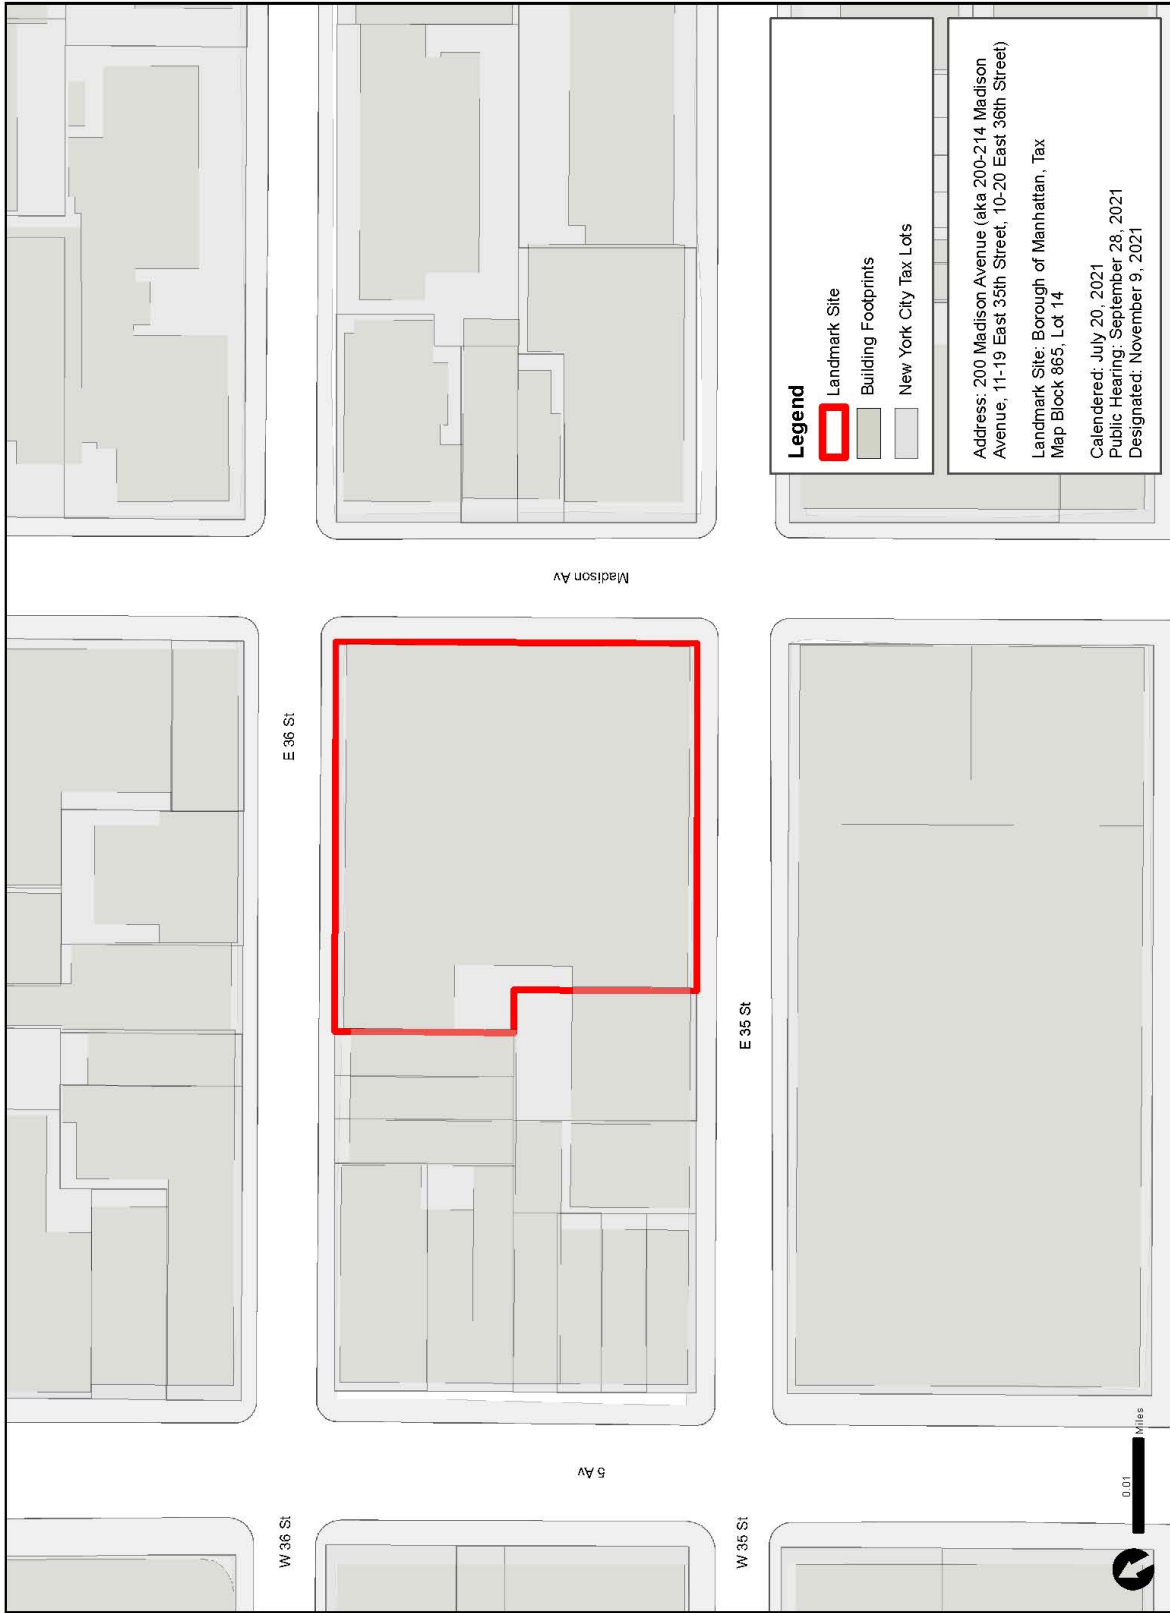 Legend
Landmark Site
Building Footprints
New York City Tax Lots
Address: 200 Madison Avenue (aka 200-214 Madison
Avenue, 11-19 East 35th Street, 10-20 East 36th Street)
Landmark Site: Borough of Manhattan, Tax
Map Block 865, Lot 14
Calendered: July 20, 2021
Public Hearing: September 28, 2021
Designated: November 9, 2021
W 36 St
E 36 St
5 Av
Madison Av
W 35 St
E 35 St
0.01
Miles